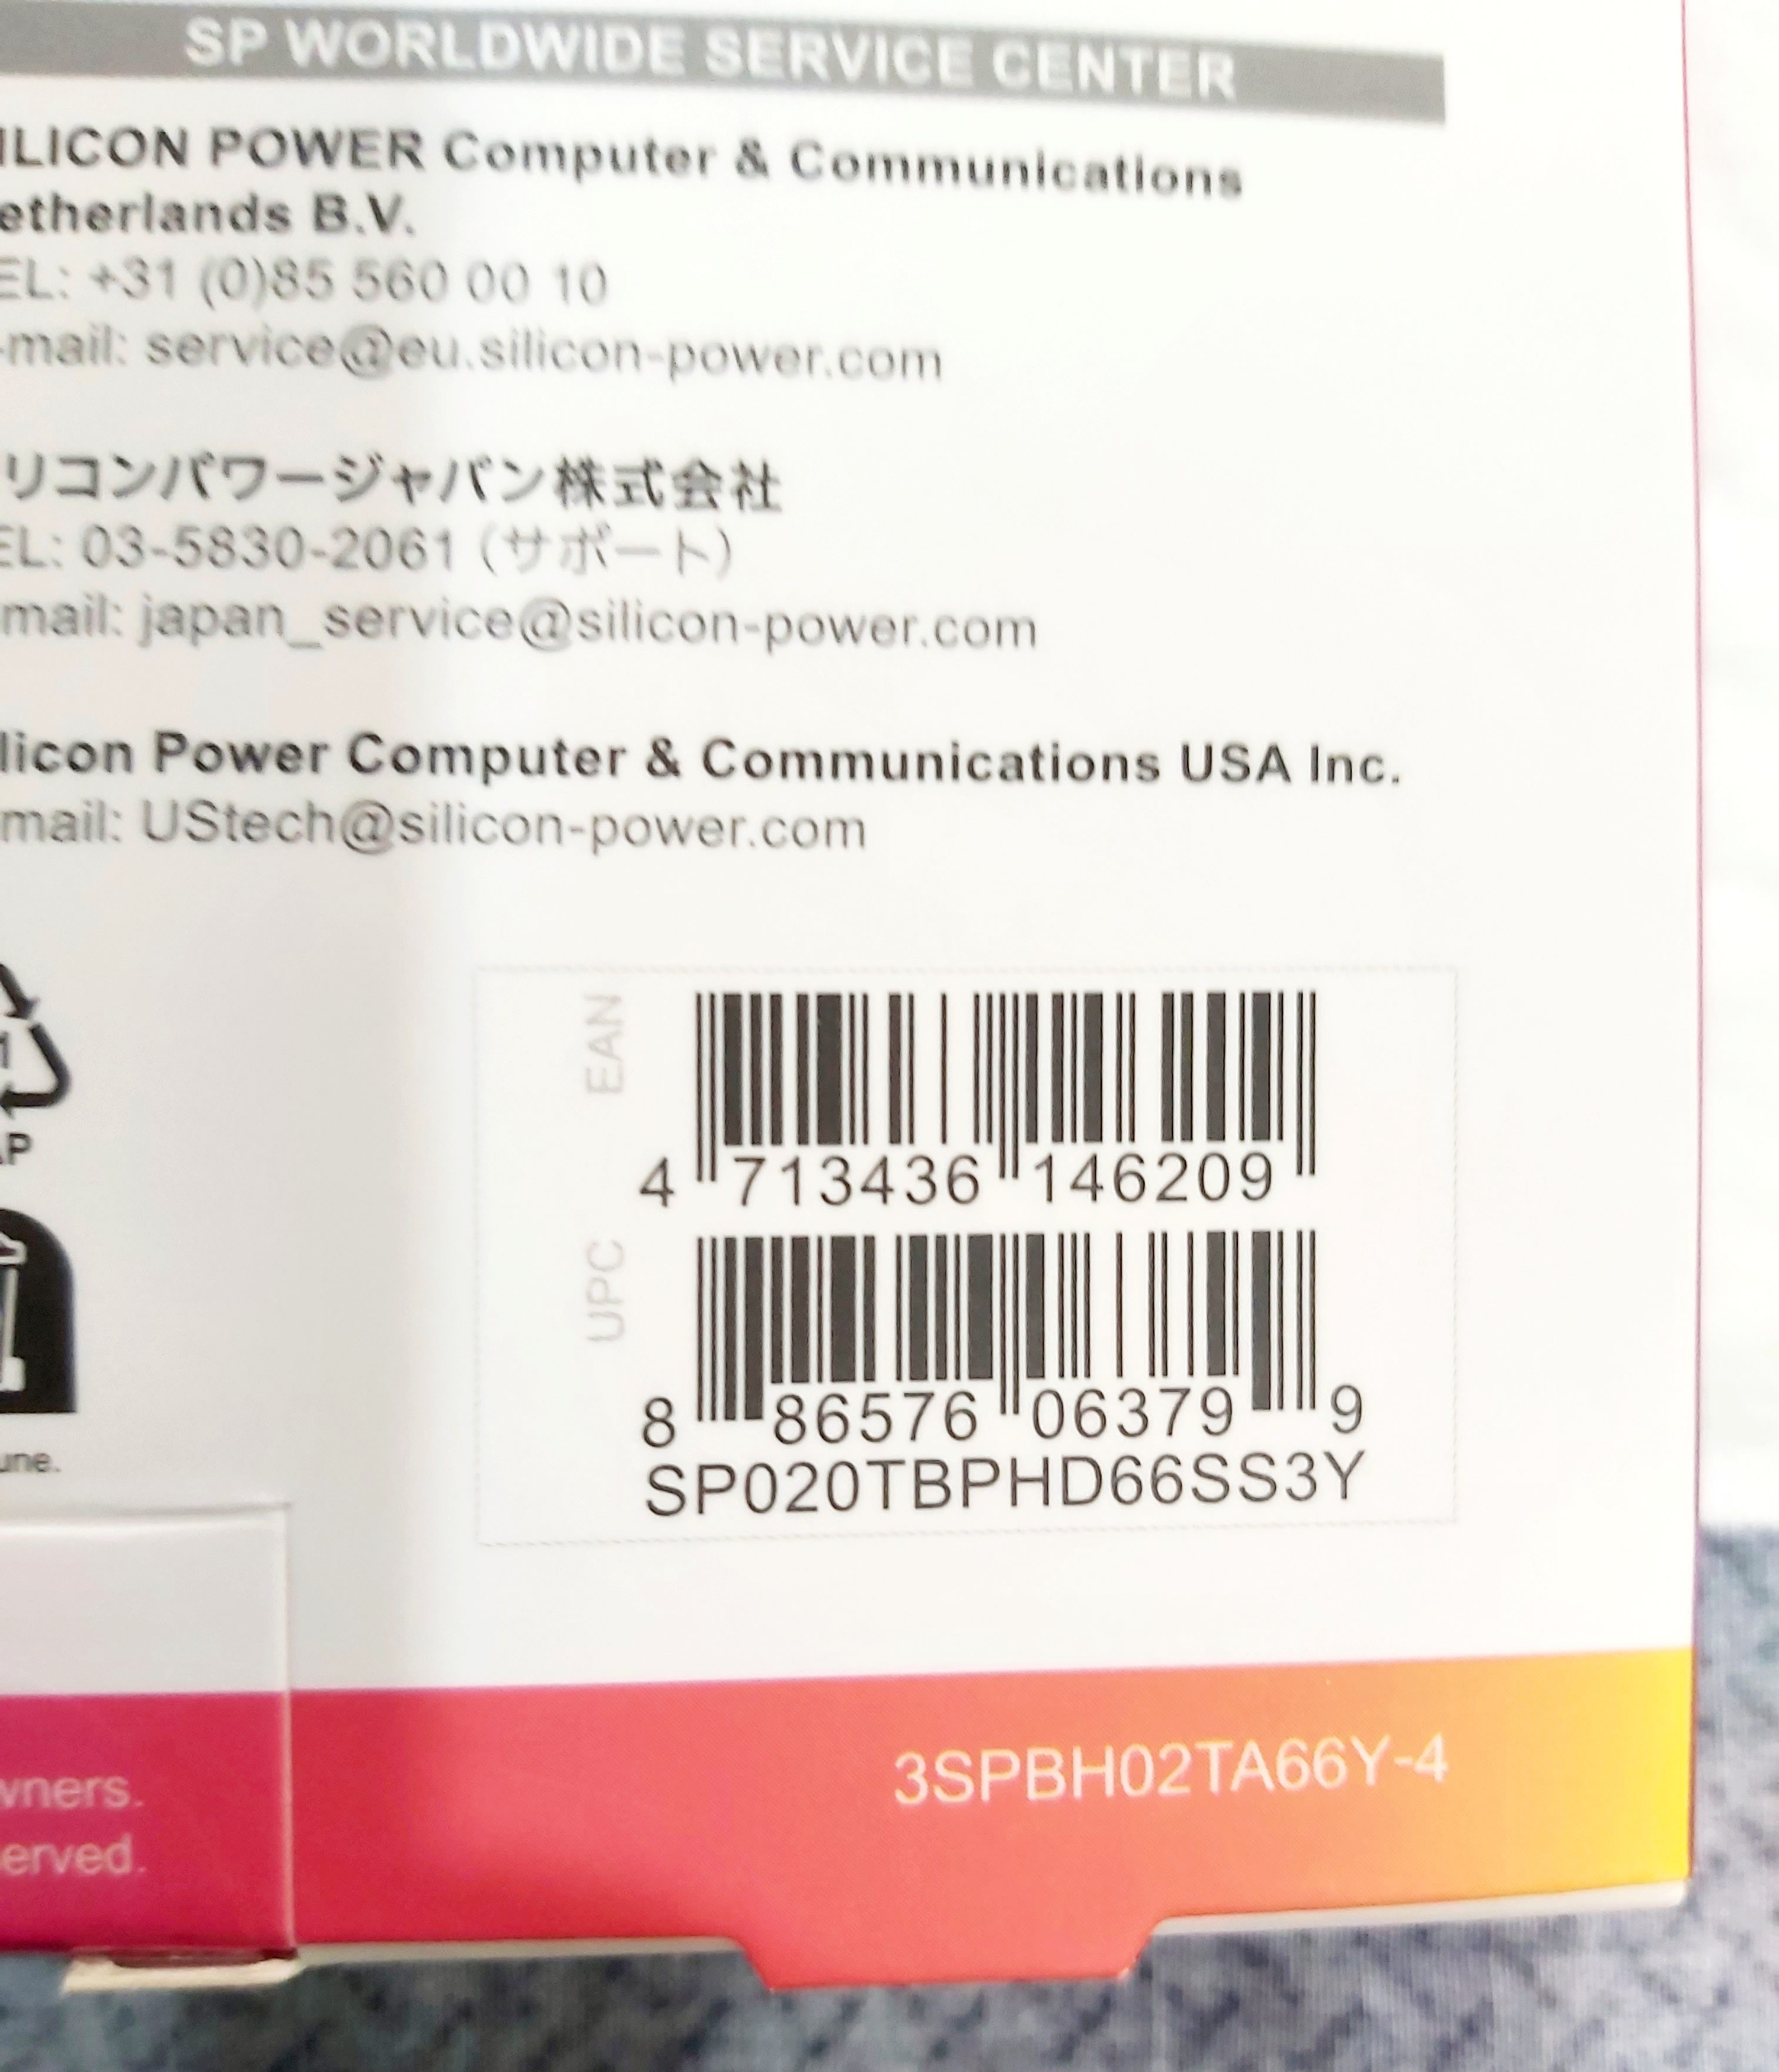 SP WORLDWIDE SERVICE CENTER
ILICON POWER Computer & Communications
etherlands B.V.
EL: +31 (0)85 560 00 10
-mail: service@eu.silicon-power.com
リコンパワージャパン株式会社
EL: 03-5830-2061 (サポート)
mail: japan_service@silicon-power.com
licon Power Computer & Communications USA Inc.
mail: UStech@silicon-power.com
1
AP
EAN
4 713436 146209
UPC
8 86576 06379 9
SP020TBPHD66SS3Y
une.
3SPBH02TA66Y-4
wners.
erved.